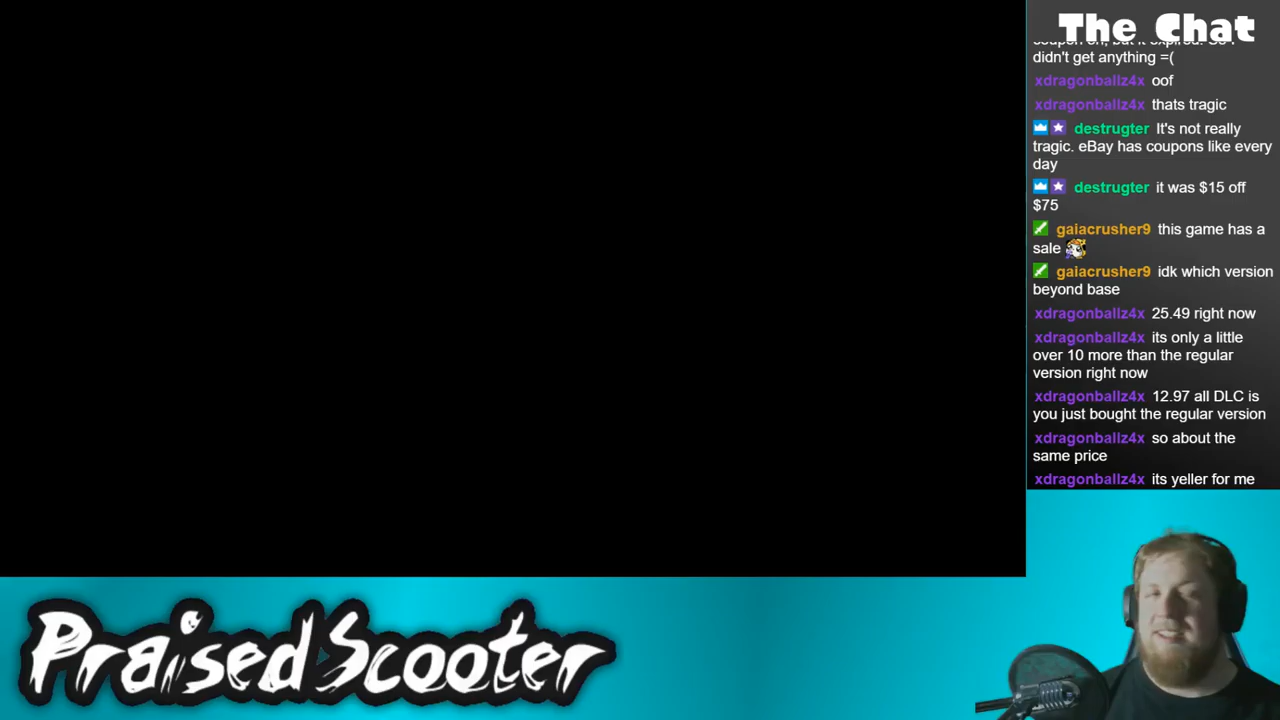 The Chat
didn't get anything =(
xdragonballz4x oof
xdragonballz4x thats tragic
destrugter It's not really
tragic. eBay has coupons like every
day
destrugter it was $15 off
$75
gaiacrusher9 this game has a
sale
gaiacrusher9 idk which version
beyond base
xdragonballz4x 25.49 right now
xdragonballz4x its only a little
over 10 more than the regular
version right now
xdragonballz4x 12.97 all DLC is
you just bought the regular version
xdragonballz4x so about the
same price
xdragonballz4x its yeller for me
PraisedScooter